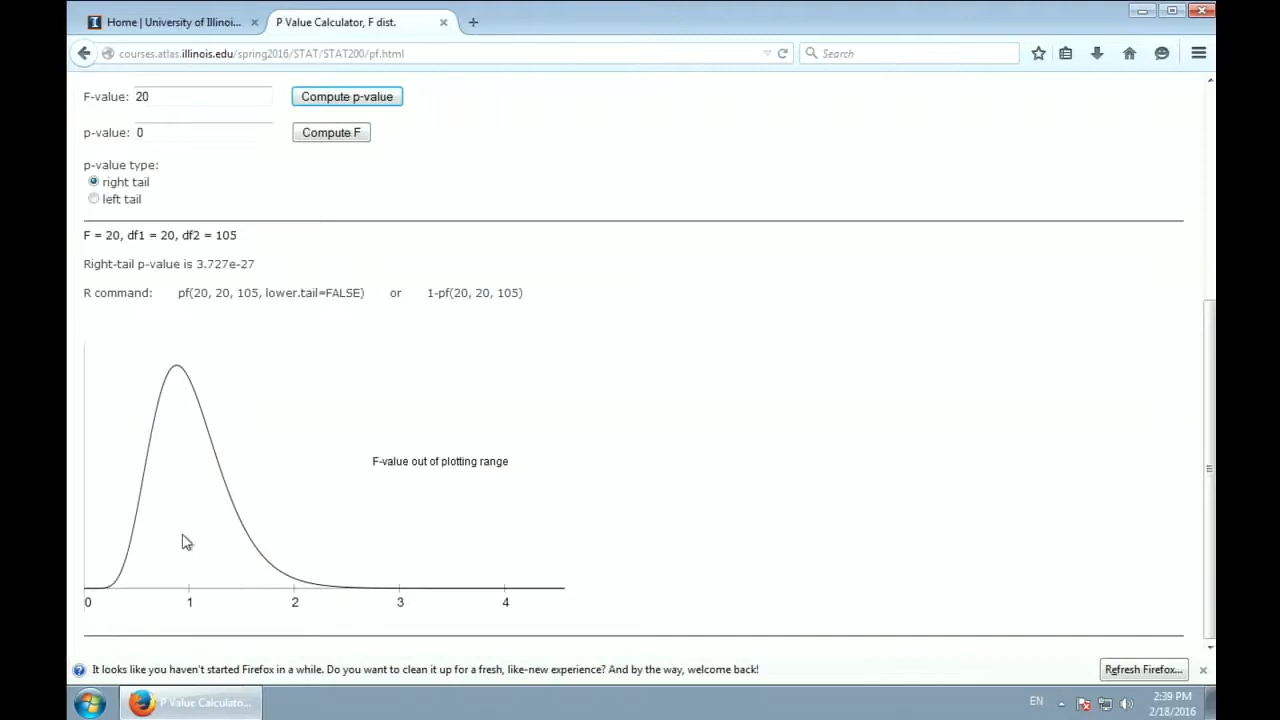 Home | University of Illinoi...
P Value Calculator, F dist.
courses.atlas.illinois.edu/spring2016/STAT/STAT200/pf.html
Search
F-value: 20
Compute p-value
p-value: 0
Compute F
p-value type:
right tail
left tail
F = 20, df1 = 20, df2 = 105
Right-tail p-value is 3.727e-27
R command: pf(20, 20, 105, lower.tail=FALSE) or 1-pf(20, 20, 105)
F-value out of plotting range
0 1 2 3 4
It looks like you haven't started Firefox in a while. Do you want to clean it up for a fresh, like-new experience? And by the way, welcome back!
Refresh Firefox...
P Value Calculato...
EN
2:39 PM
2/18/2016